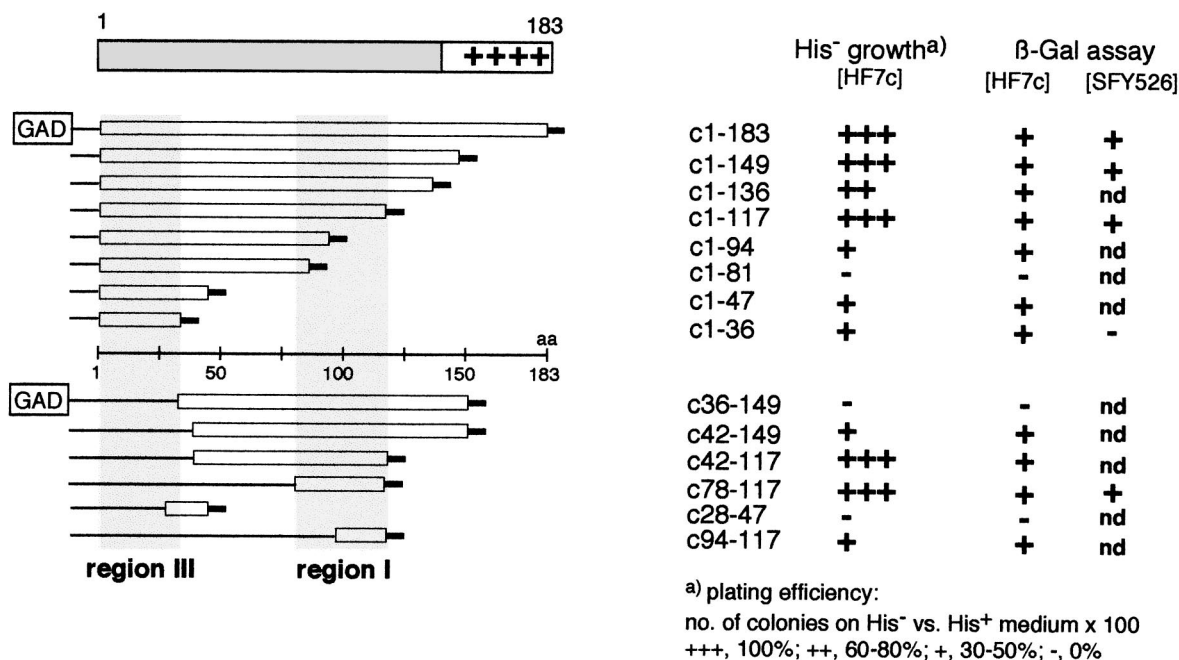 1 183
+ + + +
His⁻ growth a) ß-Gal assay
[HF7c] [HF7c] [SFY526]
GAD
c1-183 +++ + +
c1-149 +++ + +
c1-136 ++ + nd
c1-117 +++ + +
c1-94 + + nd
c1-81 - - nd
c1-47 + + nd
c1-36 + + -
aa
1 50 100 150 183
GAD
c36-149 - - nd
c42-149 + + nd
c42-117 +++ + nd
c78-117 +++ + +
c28-47 - - nd
c94-117 + + nd
region III region I
a) plating efficiency:
no. of colonies on His⁻ vs. His⁺ medium x 100
+++, 100%; ++, 60-80%; +, 30-50%; -, 0%